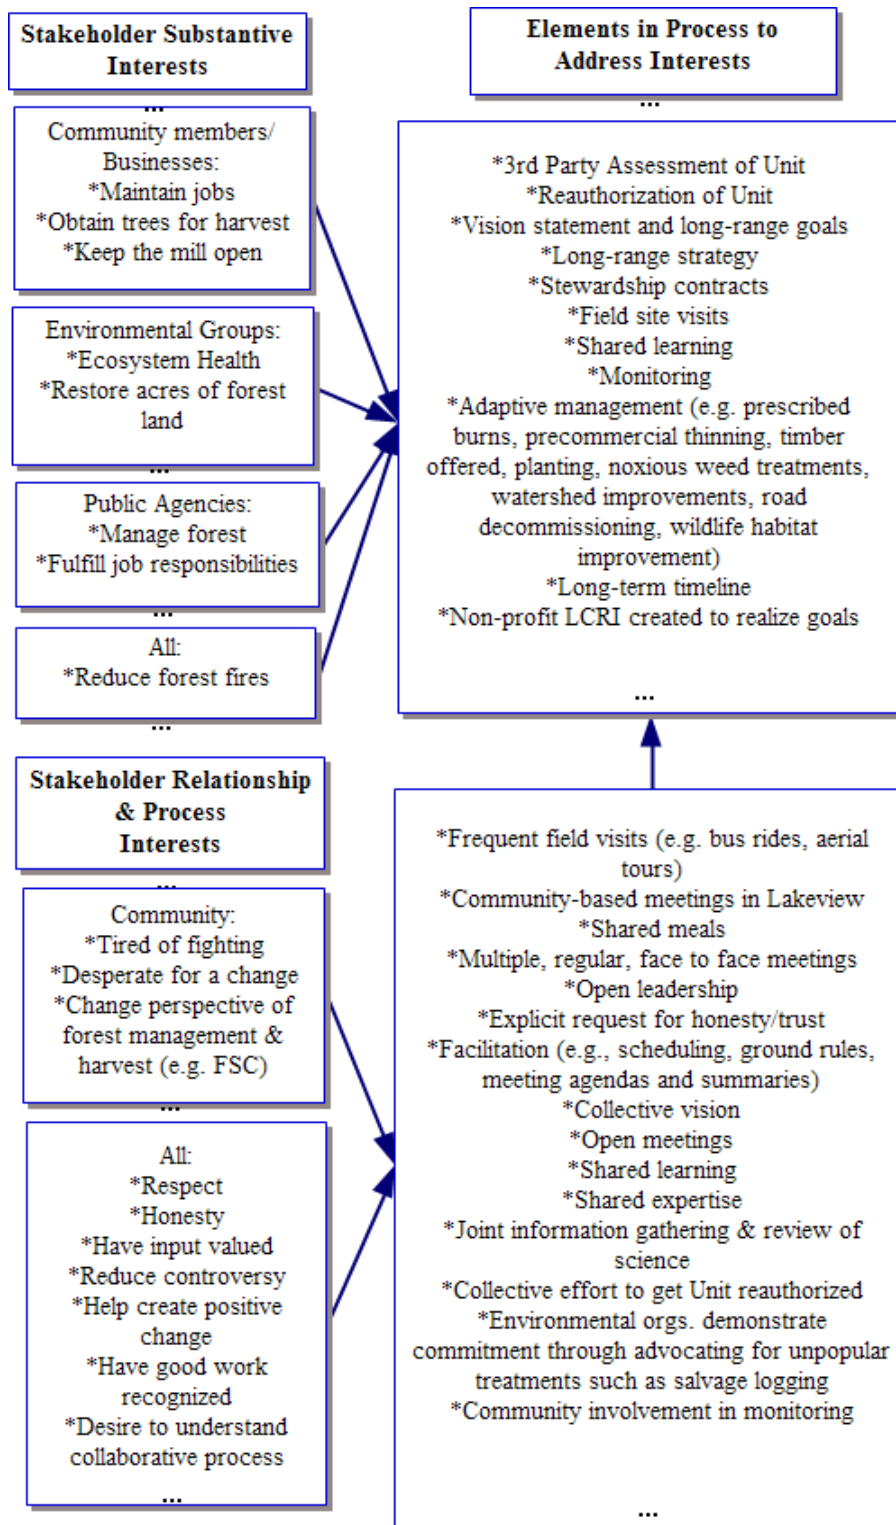 Stakeholder Substantive
Interests
...
Community members/
Businesses:
*Maintain jobs
*Obtain trees for harvest
*Keep the mill open
Environmental Groups:
*Ecosystem Health
*Restore acres of forest
land
...
Public Agencies:
*Manage forest
*Fulfill job responsibilities
...
All:
*Reduce forest fires
...
Elements in Process to
Address Interests
...
*3rd Party Assessment of Unit
*Reauthorization of Unit
*Vision statement and long-range goals
*Long-range strategy
*Stewardship contracts
*Field site visits
*Shared learning
*Monitoring
*Adaptive management (e.g. prescribed
burns, precommercial thinning, timber
offered, planting, noxious weed treatments,
watershed improvements, road
decommissioning, wildlife habitat
improvement)
*Long-term timeline
*Non-profit LCRI created to realize goals
...
Stakeholder Relationship
& Process
Interests
...
Community:
*Tired of fighting
*Desperate for a change
*Change perspective of
forest management &
harvest (e.g. FSC)
...
All:
*Respect
*Honesty
*Have input valued
*Reduce controversy
*Help create positive
change
*Have good work
recognized
*Desire to understand
collaborative process
...
*Frequent field visits (e.g. bus rides, aerial
tours)
*Community-based meetings in Lakeview
*Shared meals
*Multiple, regular, face to face meetings
*Open leadership
*Explicit request for honesty/trust
*Facilitation (e.g., scheduling, ground rules,
meeting agendas and summaries)
*Collective vision
*Open meetings
*Shared learning
*Shared expertise
*Joint information gathering & review of
science
*Collective effort to get Unit reauthorized
*Environmental orgs. demonstrate
commitment through advocating for unpopular
treatments such as salvage logging
*Community involvement in monitoring
...